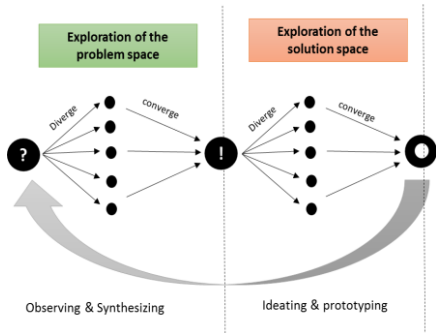 Exploration of the
problem space
Exploration of the
solution space
Diverge
converge
Diverge
converge
?
!
Observing & Synthesizing
Ideating & prototyping